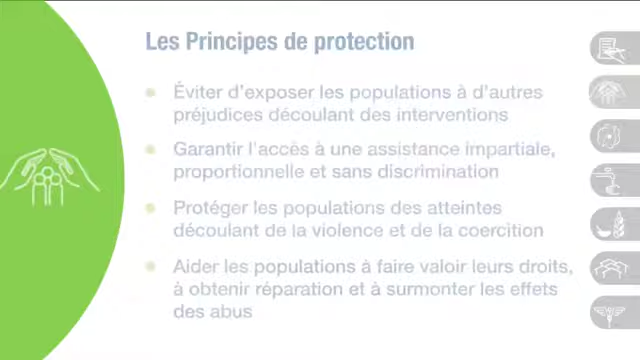 Les Principes de protection
Éviter d'exposer les populations à d'autres
préjudices découlant des interventions
Garantir l'accès à une assistance impartiale,
proportionnelle et sans discrimination
Protéger les populations des atteintes
découlant de la violence et de la coercition
Aider les populations à faire valoir leurs droits,
à obtenir réparation et à surmonter les effets
des abus